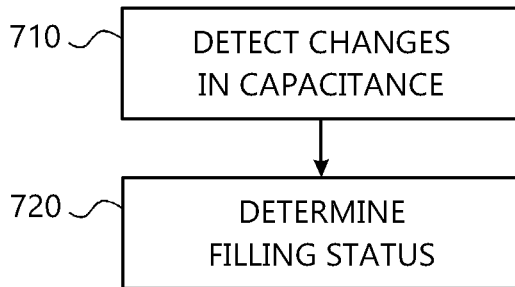 710
DETECT CHANGES
IN CAPACITANCE
720
DETERMINE
FILLING STATUS